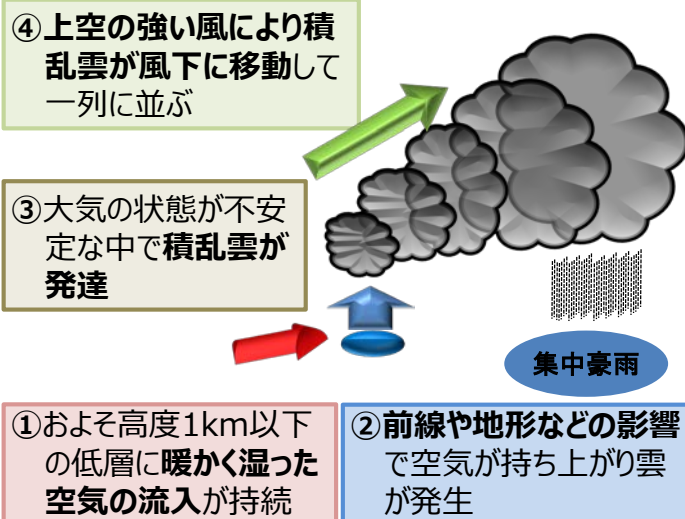 ④上空の強い風により積
乱雲が風下に移動して
一列に並ぶ
③大気の状態が不安
定な中で積乱雲が
発達
集中豪雨
①およそ高度1km以下
の低層に暖かく湿った
空気の流入が持続
②前線や地形などの影響
で空気が持ち上がり雲
が発生